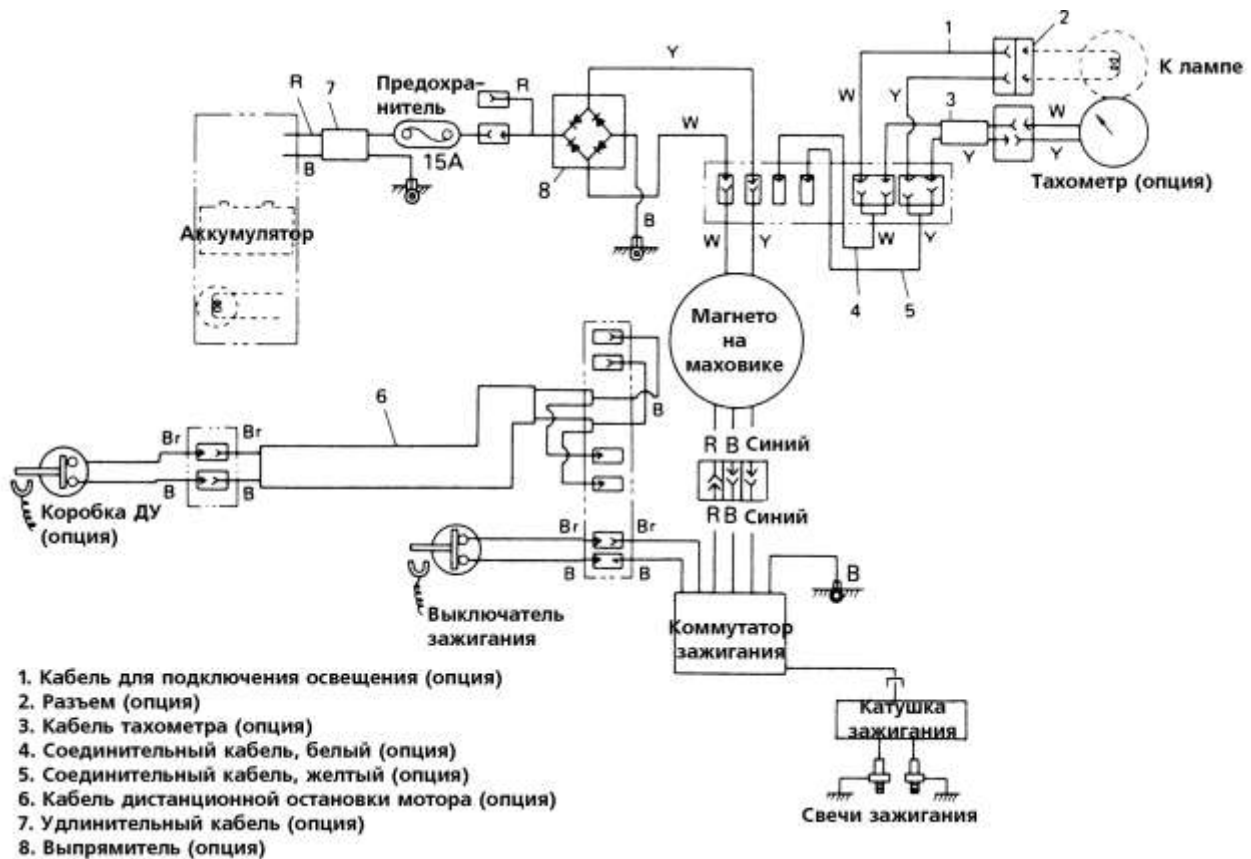 1
2
К лампе
Y
R
7
Предохра-
нитель
R
W
Y
3
W
15А
8
W
Y
Y
B
Тахометр (опция)
Аккумулятор
B
W
Y
W
Y
4
5
Магнето
на
маховике
6
B
R B Синий
Br
Br
B
B
Коробка ДУ
(опция)
R B Синий
Br
Br
B
B
B
Выключатель
зажигания
Коммутатор
зажигания
Катушка
зажигания
Свечи зажигания
1. Кабель для подключения освещения (опция)
2. Разъем (опция)
3. Кабель тахометра (опция)
4. Соединительный кабель, белый (опция)
5. Соединительный кабель, желтый (опция)
6. Кабель дистанционной остановки мотора (опция)
7. Удлинительный кабель (опция)
8. Выпрямитель (опция)